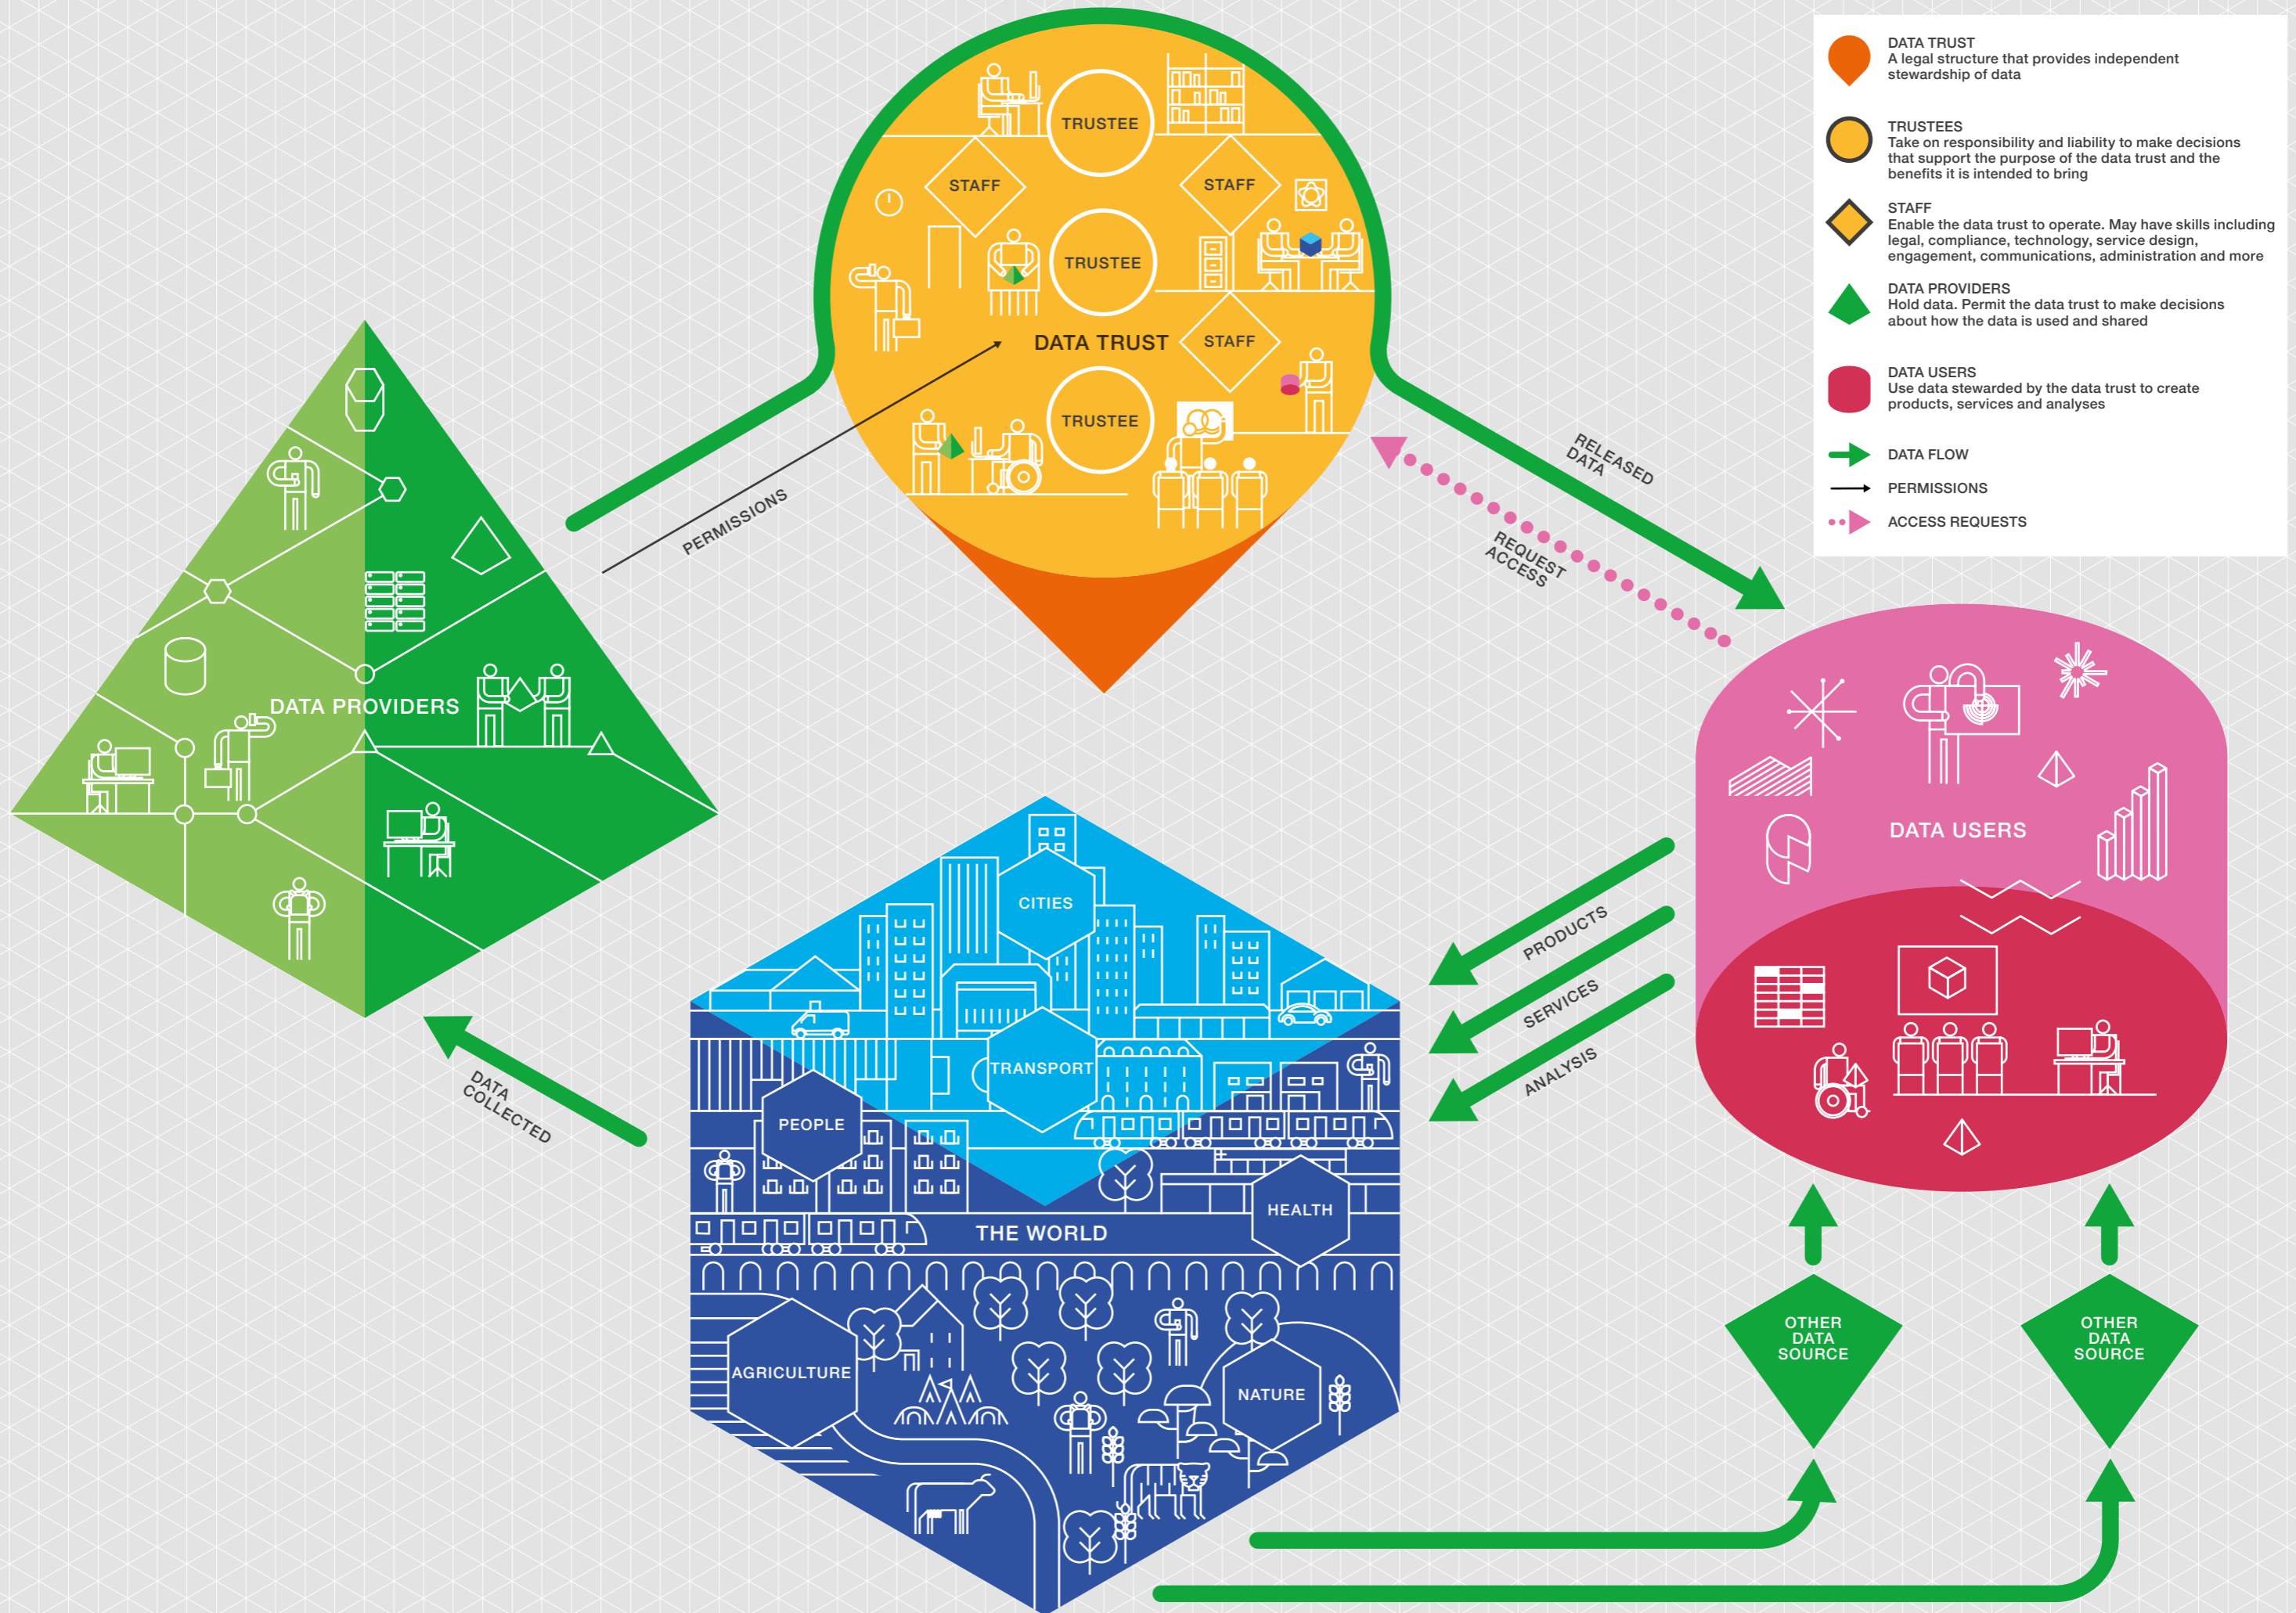 TRUSTEE
STAFF
STAFF
TRUSTEE
DATA TRUST
STAFF
TRUSTEE
PERMISSIONS
RELEASED
DATA
REQUEST
ACCESS
DATA PROVIDERS
DATA
COLLECTED
CITIES
TRANSPORT
PEOPLE
HEALTH
THE WORLD
AGRICULTURE
NATURE
PRODUCTS
SERVICES
ANALYSIS
DATA USERS
OTHER
DATA
SOURCE
OTHER
DATA
SOURCE
DATA TRUST
A legal structure that provides independent
stewardship of data
TRUSTEES
Take on responsibility and liability to make decisions
that support the purpose of the data trust and the
benefits it is intended to bring
STAFF
Enable the data trust to operate. May have skills including
legal, compliance, technology, service design,
engagement, communications, administration and more
DATA PROVIDERS
Hold data. Permit the data trust to make decisions
about how the data is used and shared
DATA USERS
Use data stewarded by the data trust to create
products, services and analyses
DATA FLOW
PERMISSIONS
ACCESS REQUESTS